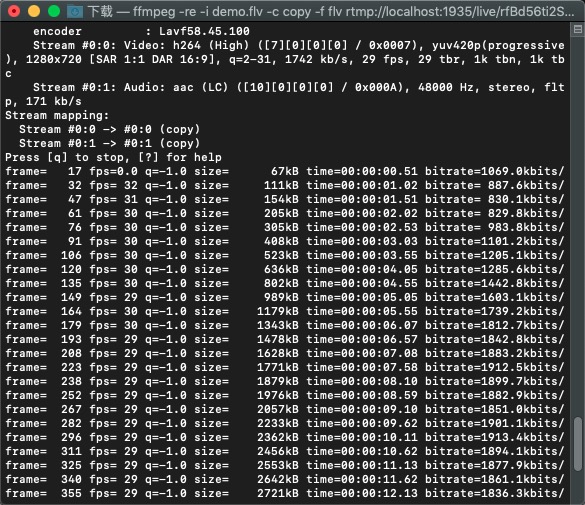 下载 — ffmpeg -re -i demo.flv -c copy -f flv rtmp://localhost:1935/live/rfBd56ti2S...
encoder         : Lavf58.45.100
Stream #0:0: Video: h264 (High) ([7][0][0][0] / 0x0007), yuv420p(progressive
), 1280x720 [SAR 1:1 DAR 16:9], q=2-31, 1742 kb/s, 29 fps, 29 tbr, 1k tbn, 1k tb
c
Stream #0:1: Audio: aac (LC) ([10][0][0][0] / 0x000A), 48000 Hz, stereo, flt
p, 171 kb/s
Stream mapping:
Stream #0:0 -> #0:0 (copy)
Stream #0:1 -> #0:1 (copy)
Press [q] to stop, [?] for help
frame=   17 fps=0.0 q=-1.0 size=      67kB time=00:00:00.51 bitrate=1069.0kbits/
frame=   32 fps= 32 q=-1.0 size=     111kB time=00:00:01.02 bitrate= 887.6kbits/
frame=   47 fps= 31 q=-1.0 size=     154kB time=00:00:01.51 bitrate= 830.1kbits/
frame=   61 fps= 30 q=-1.0 size=     205kB time=00:00:02.02 bitrate= 829.8kbits/
frame=   76 fps= 30 q=-1.0 size=     305kB time=00:00:02.53 bitrate= 983.8kbits/
frame=   91 fps= 30 q=-1.0 size=     408kB time=00:00:03.03 bitrate=1101.2kbits/
frame=  106 fps= 30 q=-1.0 size=     523kB time=00:00:03.55 bitrate=1205.1kbits/
frame=  120 fps= 30 q=-1.0 size=     636kB time=00:00:04.05 bitrate=1285.6kbits/
frame=  135 fps= 30 q=-1.0 size=     802kB time=00:00:04.55 bitrate=1442.8kbits/
frame=  149 fps= 29 q=-1.0 size=     989kB time=00:00:05.05 bitrate=1603.1kbits/
frame=  164 fps= 30 q=-1.0 size=    1179kB time=00:00:05.55 bitrate=1739.2kbits/
frame=  179 fps= 30 q=-1.0 size=    1343kB time=00:00:06.07 bitrate=1812.7kbits/
frame=  193 fps= 29 q=-1.0 size=    1478kB time=00:00:06.57 bitrate=1842.8kbits/
frame=  208 fps= 29 q=-1.0 size=    1628kB time=00:00:07.08 bitrate=1883.2kbits/
frame=  223 fps= 29 q=-1.0 size=    1771kB time=00:00:07.58 bitrate=1912.5kbits/
frame=  238 fps= 29 q=-1.0 size=    1879kB time=00:00:08.10 bitrate=1899.7kbits/
frame=  252 fps= 29 q=-1.0 size=    1976kB time=00:00:08.59 bitrate=1882.9kbits/
frame=  267 fps= 29 q=-1.0 size=    2057kB time=00:00:09.10 bitrate=1851.0kbits/
frame=  282 fps= 29 q=-1.0 size=    2233kB time=00:00:09.62 bitrate=1901.1kbits/
frame=  296 fps= 29 q=-1.0 size=    2362kB time=00:00:10.11 bitrate=1913.4kbits/
frame=  311 fps= 29 q=-1.0 size=    2456kB time=00:00:10.62 bitrate=1894.1kbits/
frame=  325 fps= 29 q=-1.0 size=    2553kB time=00:00:11.13 bitrate=1877.9kbits/
frame=  340 fps= 29 q=-1.0 size=    2642kB time=00:00:11.62 bitrate=1861.1kbits/
frame=  355 fps= 29 q=-1.0 size=    2721kB time=00:00:12.13 bitrate=1836.3kbits/